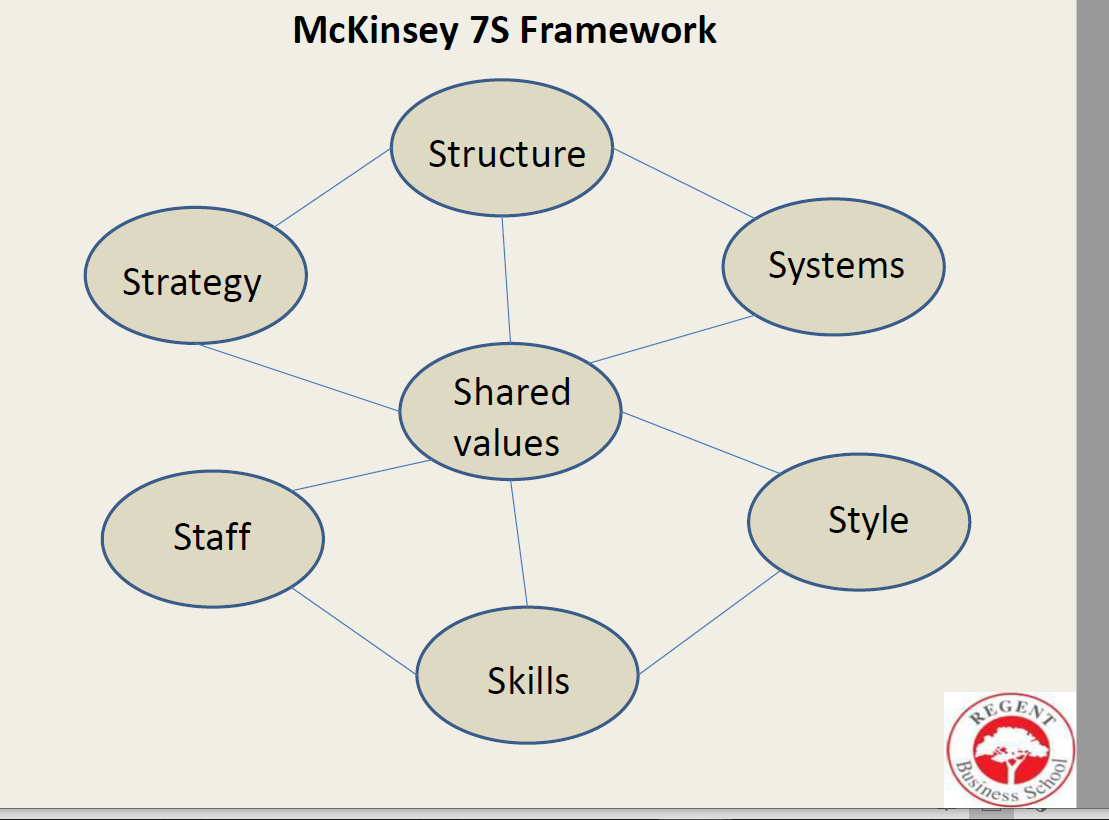 McKinsey 7S Framework
Structure
Strategy
Systems
Shared
values
Staff
Style
Skills
REGENT
Business School